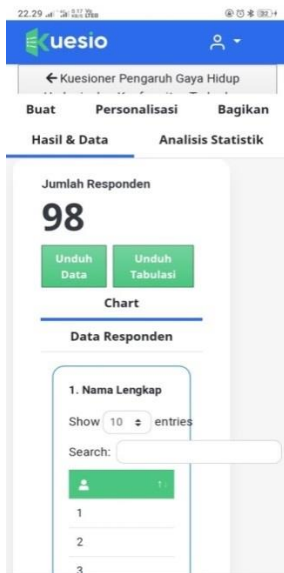 22.29
Kuesio
Kuesioner Pengaruh Gaya Hidup
Buat Personalisasi Bagikan
Hasil & Data Analisis Statistik
Jumlah Responden
98
Unduh Data
Unduh Tabulasi
Chart
Data Responden
1. Nama Lengkap
Show 10 entries
Search:
1
2
3